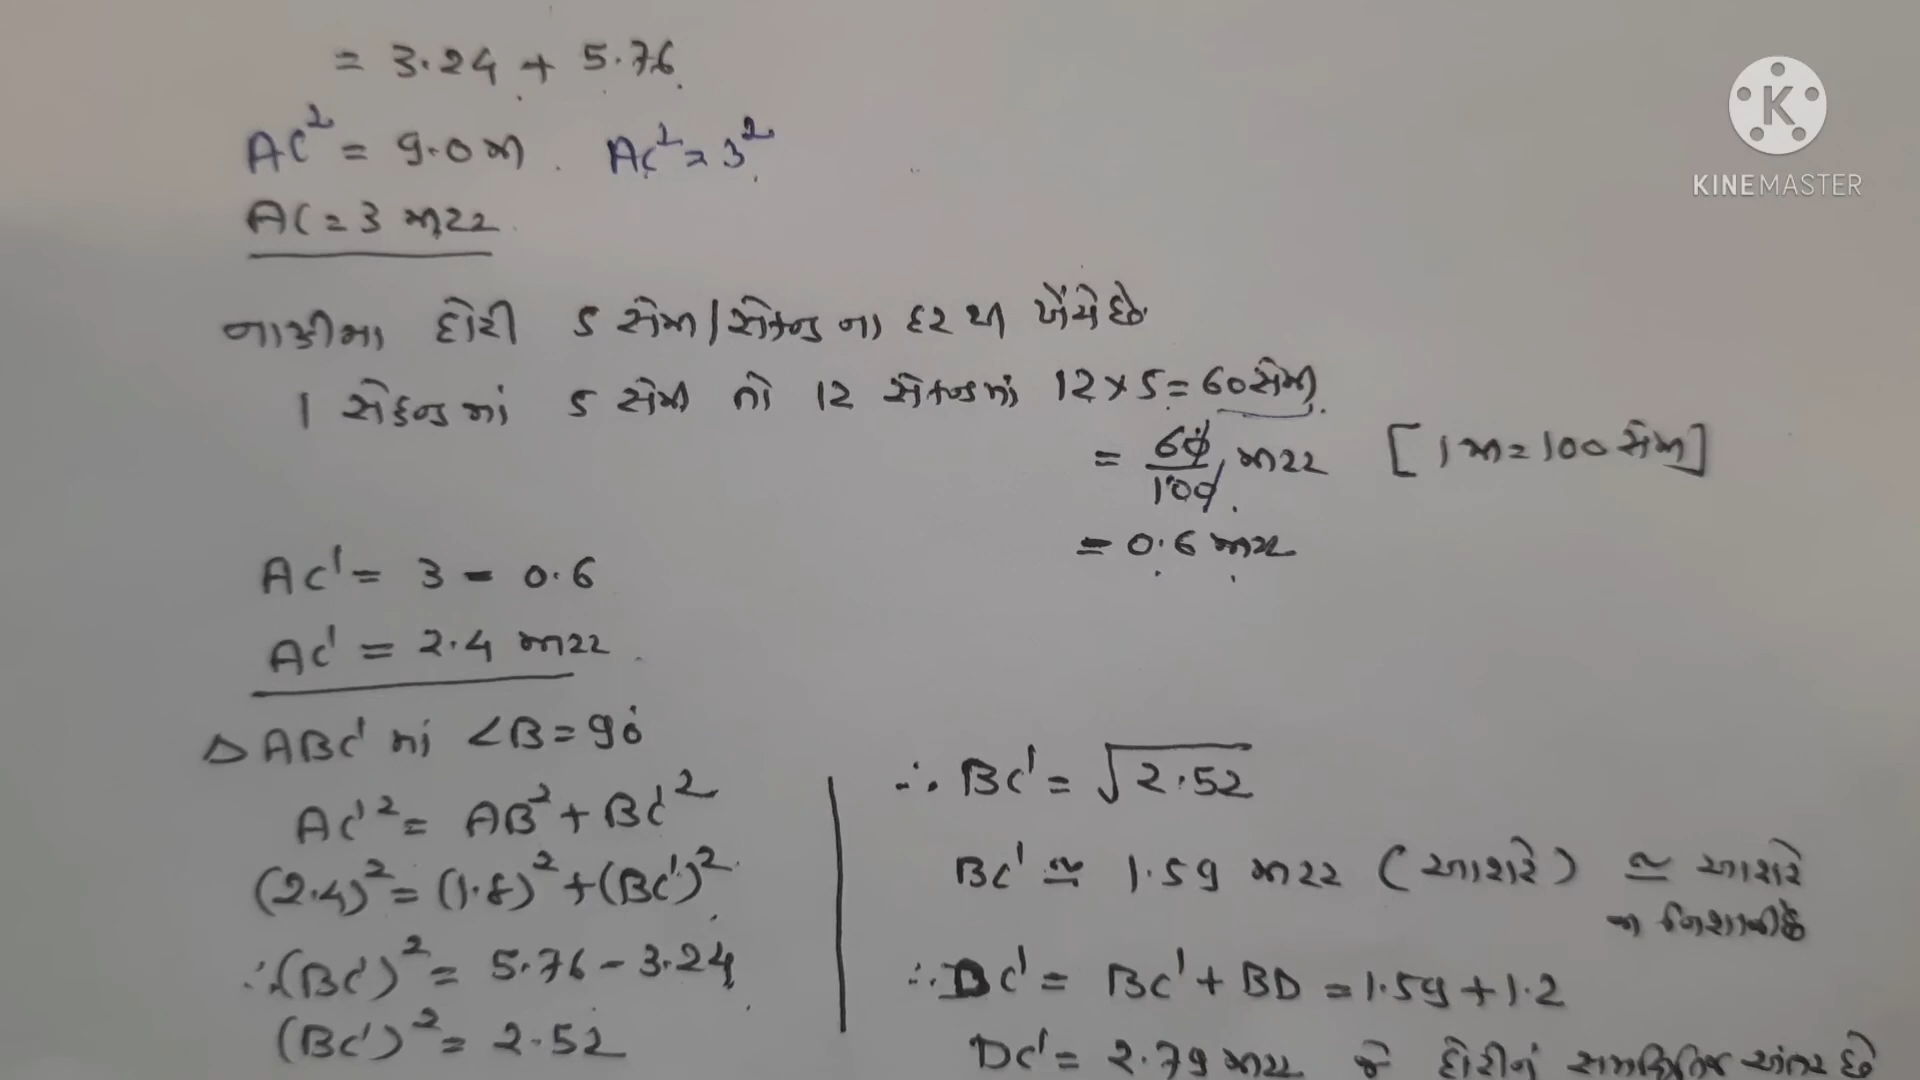 = 3.24 + 5.76
AC² = 9.0 મી. AC² = 3²
AC = 3 મીટર
દોરી 5 સેમી/સેકન્ડ ના દર થી ખેંચે છે.
1 સેકન્ડ માં 5 સેમી તો 12 સેકન્ડમાં 12 × 5 = 60 સેમી
= 60/100 મીટર [1 મી = 100 સેમી]
= 0.6 મીટર
AC' = 3 - 0.6
AC' = 2.4 મીટર
△ABC' માં ∠B = 90°
AC'² = AB² + BC'²
(2.4)² = (1.8)² + (BC')²
∴(BC')² = 5.76 - 3.24
(BC')² = 2.52
∴ BC' = √2.52
BC' ≃ 1.59 મીટર (આશરે) ≃ આશરે
ની નિશાની છે
∴ DC' = BC' + BD = 1.59 + 1.2
DC' = 2.79 મીટર જે દોરીનું સમક્ષિતિજ અંતર છે
KINEMASTER